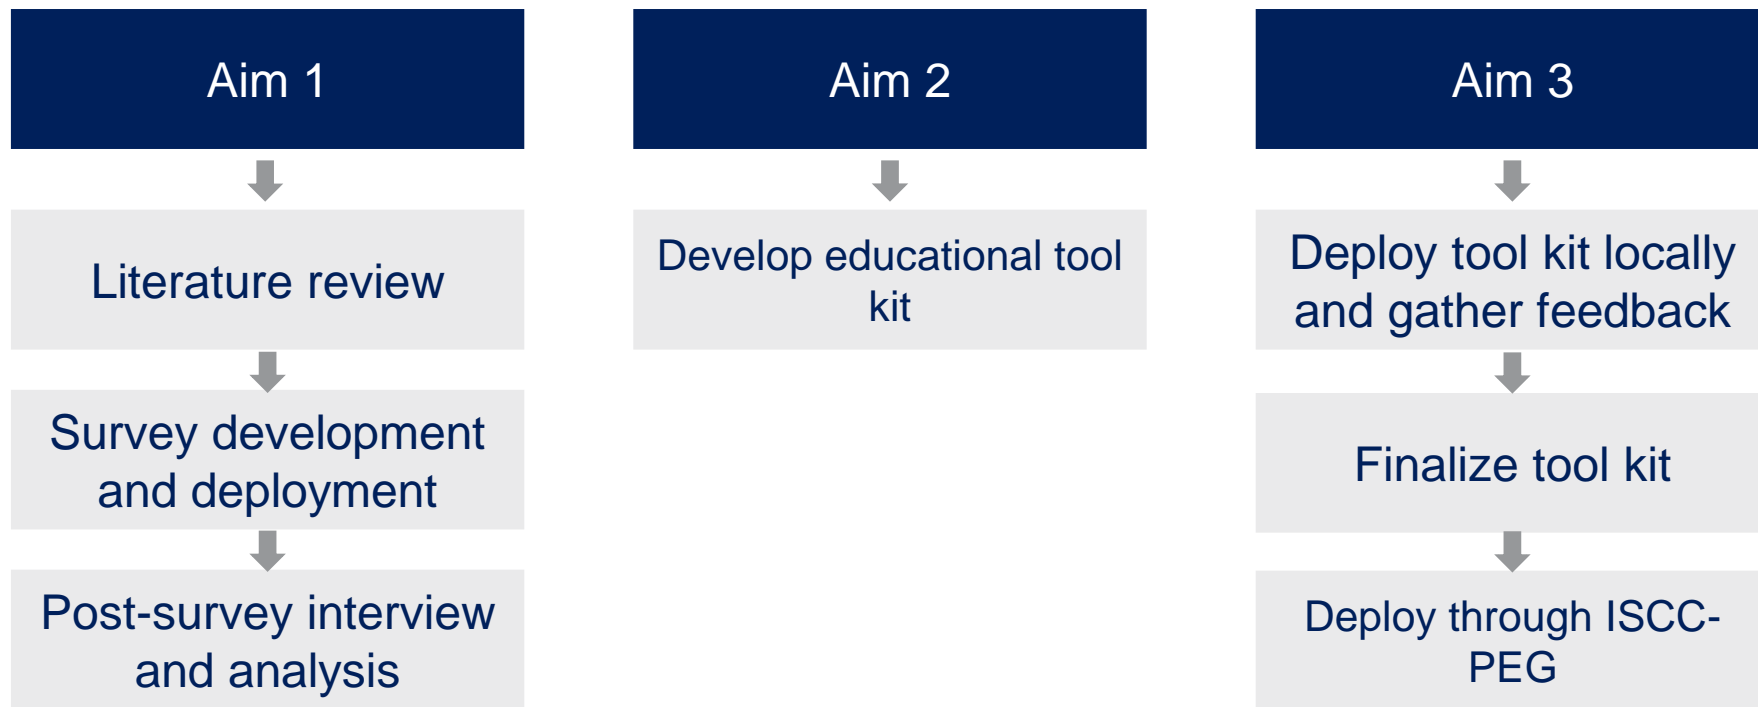 Aim 1
Literature review
Survey development
and deployment
Post-survey interview
and analysis
Aim 2
Develop educational tool
kit
Aim 3
Deploy tool kit locally
and gather feedback
Finalize tool kit
Deploy through ISCC-
PEG